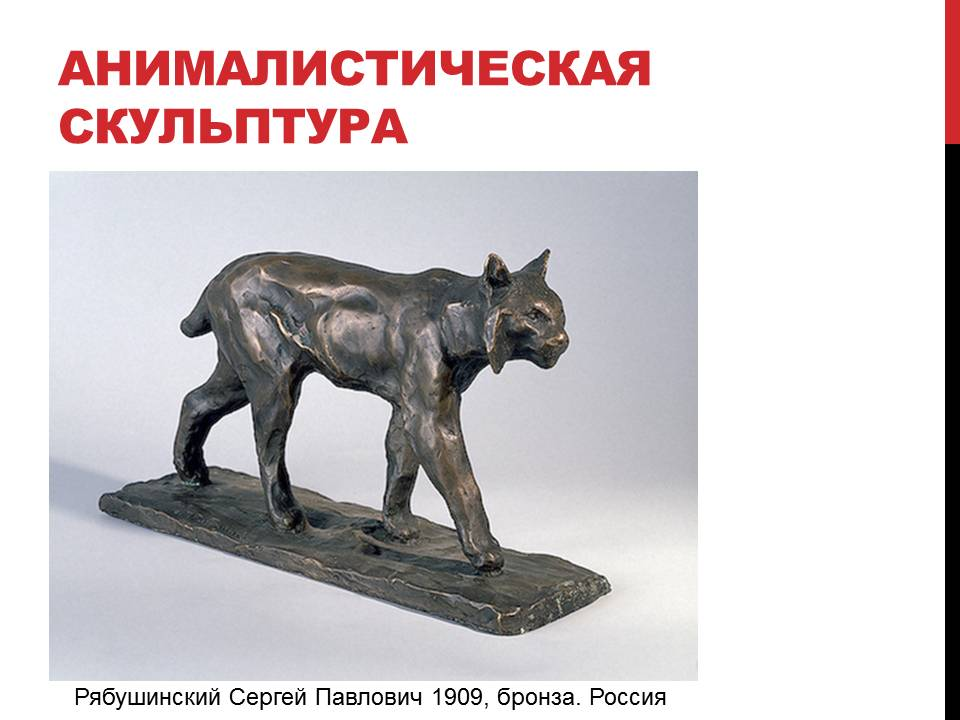 АНИМАЛИСТИЧЕСКАЯ
СКУЛЬПТУРА
Рябушинский Сергей Павлович 1909, бронза. Россия